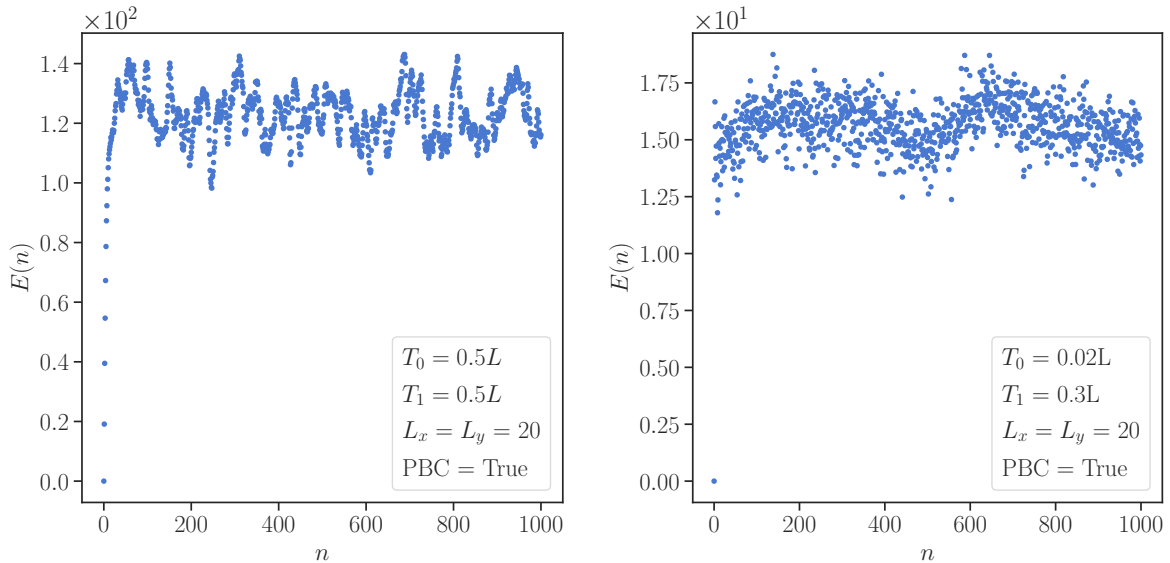 ×10²
1.4
1.2
1.0
0.8
0.6
0.4
0.2
0.0
E(n)
0 200 400 600 800 1000
n
T₀ = 0.5L
T₁ = 0.5L
Lₓ = L_y = 20
PBC = True
×10¹
1.75
1.50
1.25
1.00
0.75
0.50
0.25
0.00
E(n)
0 200 400 600 800 1000
n
T₀ = 0.02L
T₁ = 0.3L
Lₓ = L_y = 20
PBC = True